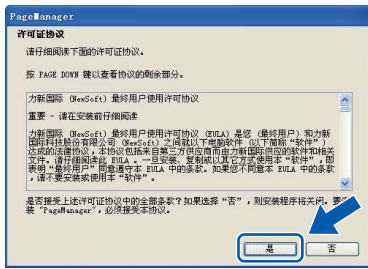 PageManager
许可证协议
请仔细阅读下面的许可证协议。
按 PAGE DOWN 键以查看协议的剩余部分。
力新国际 (NewSoft) 最终用户使用许可协议
重要 - 请在安装前仔细阅读
力新国际 (NewSoft) 最终用户使用许可协议 (EULA) 是您 (最终用户) 和力新
国际科技股份有限公司 (NewSoft) 之间就以下电脑软件 (以下简称“软件”)
达成的法律协议，本协议包括来自第三方供应商而由力新国际供应的软件和相关
文件。请仔细阅读此 EULA 。一旦安装、复制或以其它方式使用本“软件”，即
表明“最终用户”同意遵守本 EULA 中的条款。如果您不同意本 EULA 中的条款
，请不要安装或使用本“软件”。
是否接受上述许可证协议中的全部条款？如果选择“否”，则安装程序将关闭。要安
装“PageManager”，必须接受本协议。
是
否